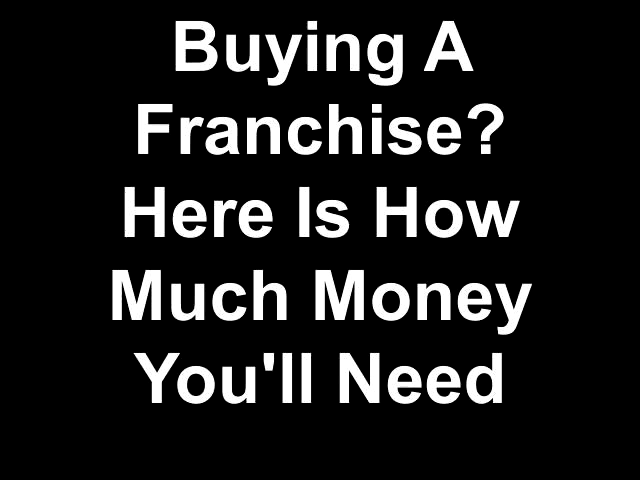 Buying A
Franchise?
Here Is How
Much Money
You'll Need